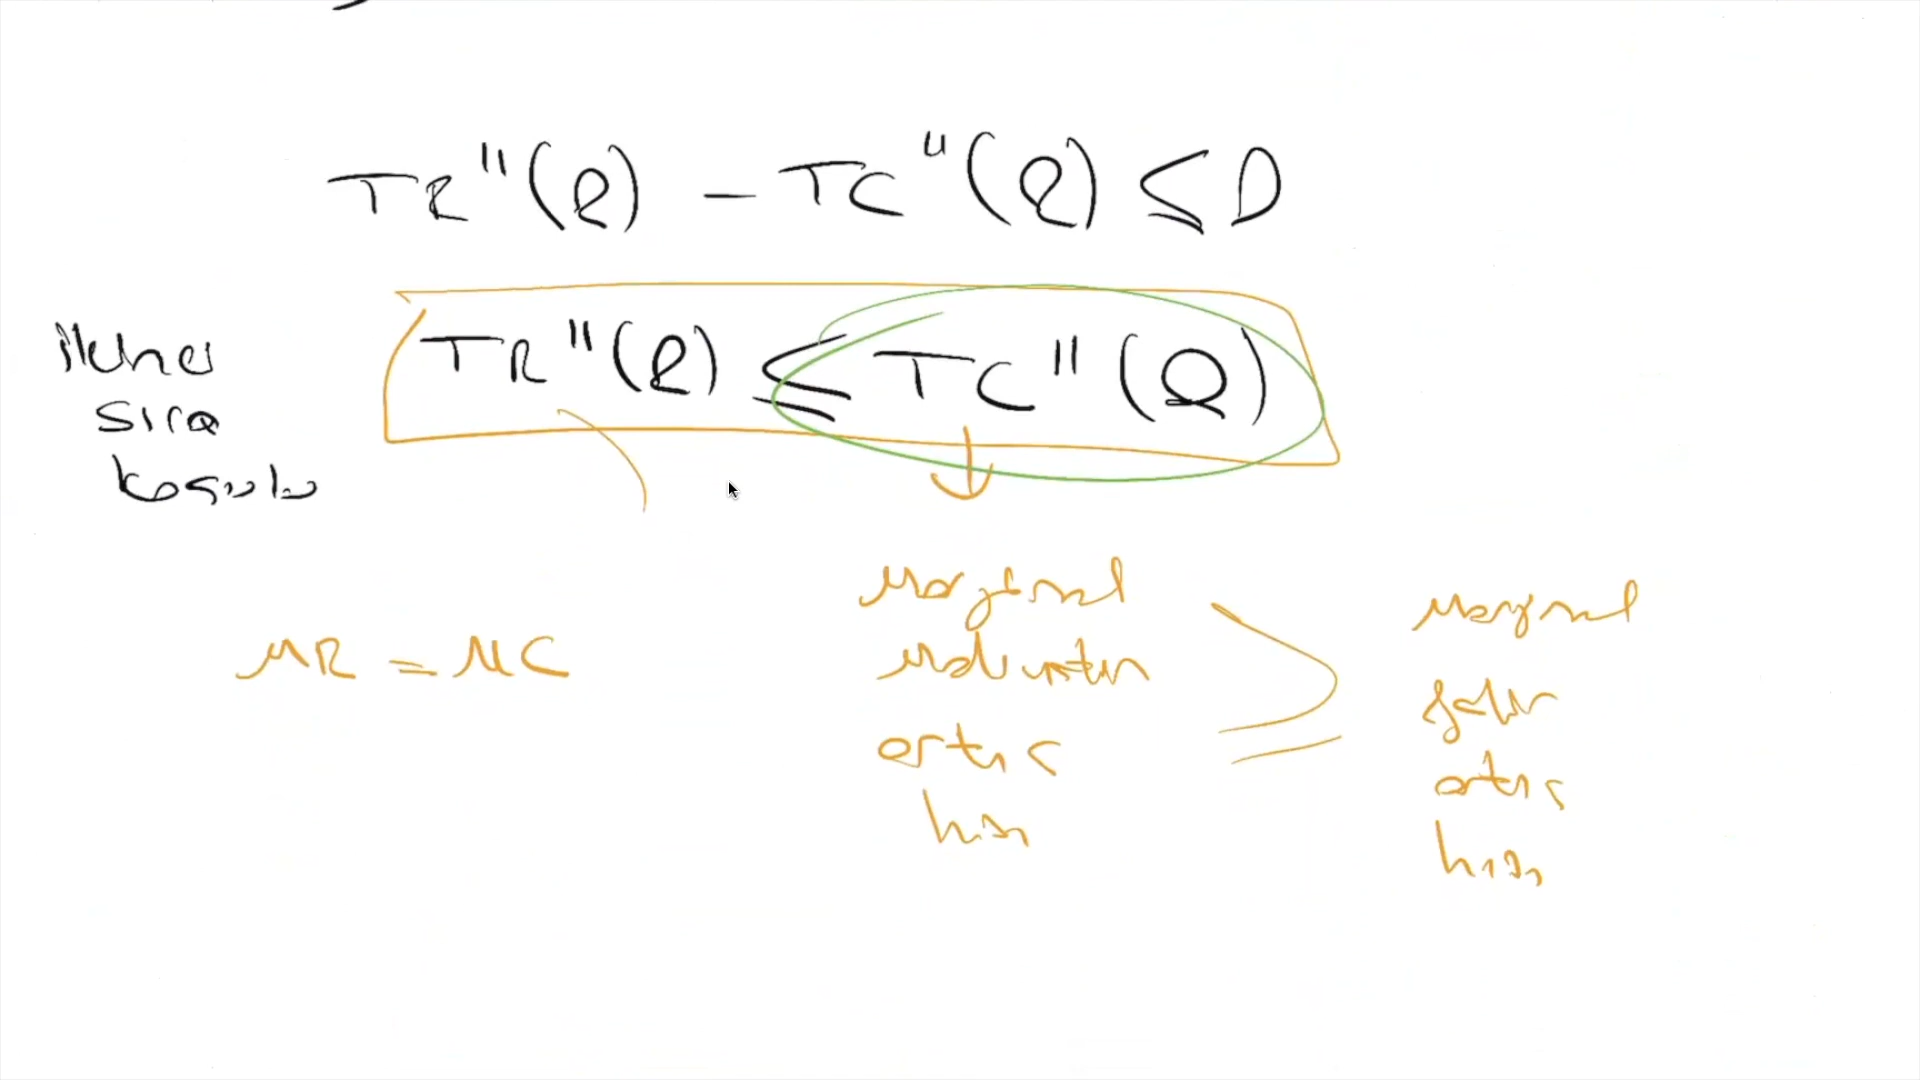 TR"(Q) - TC"(Q) ≤ 0
TR"(Q) ≤ TC"(Q)
ikinci
sıra
koşulu
MR = MC
Marjinal
Maliyetin
artış
hızı
Marjinal
gelir
artış
hızı